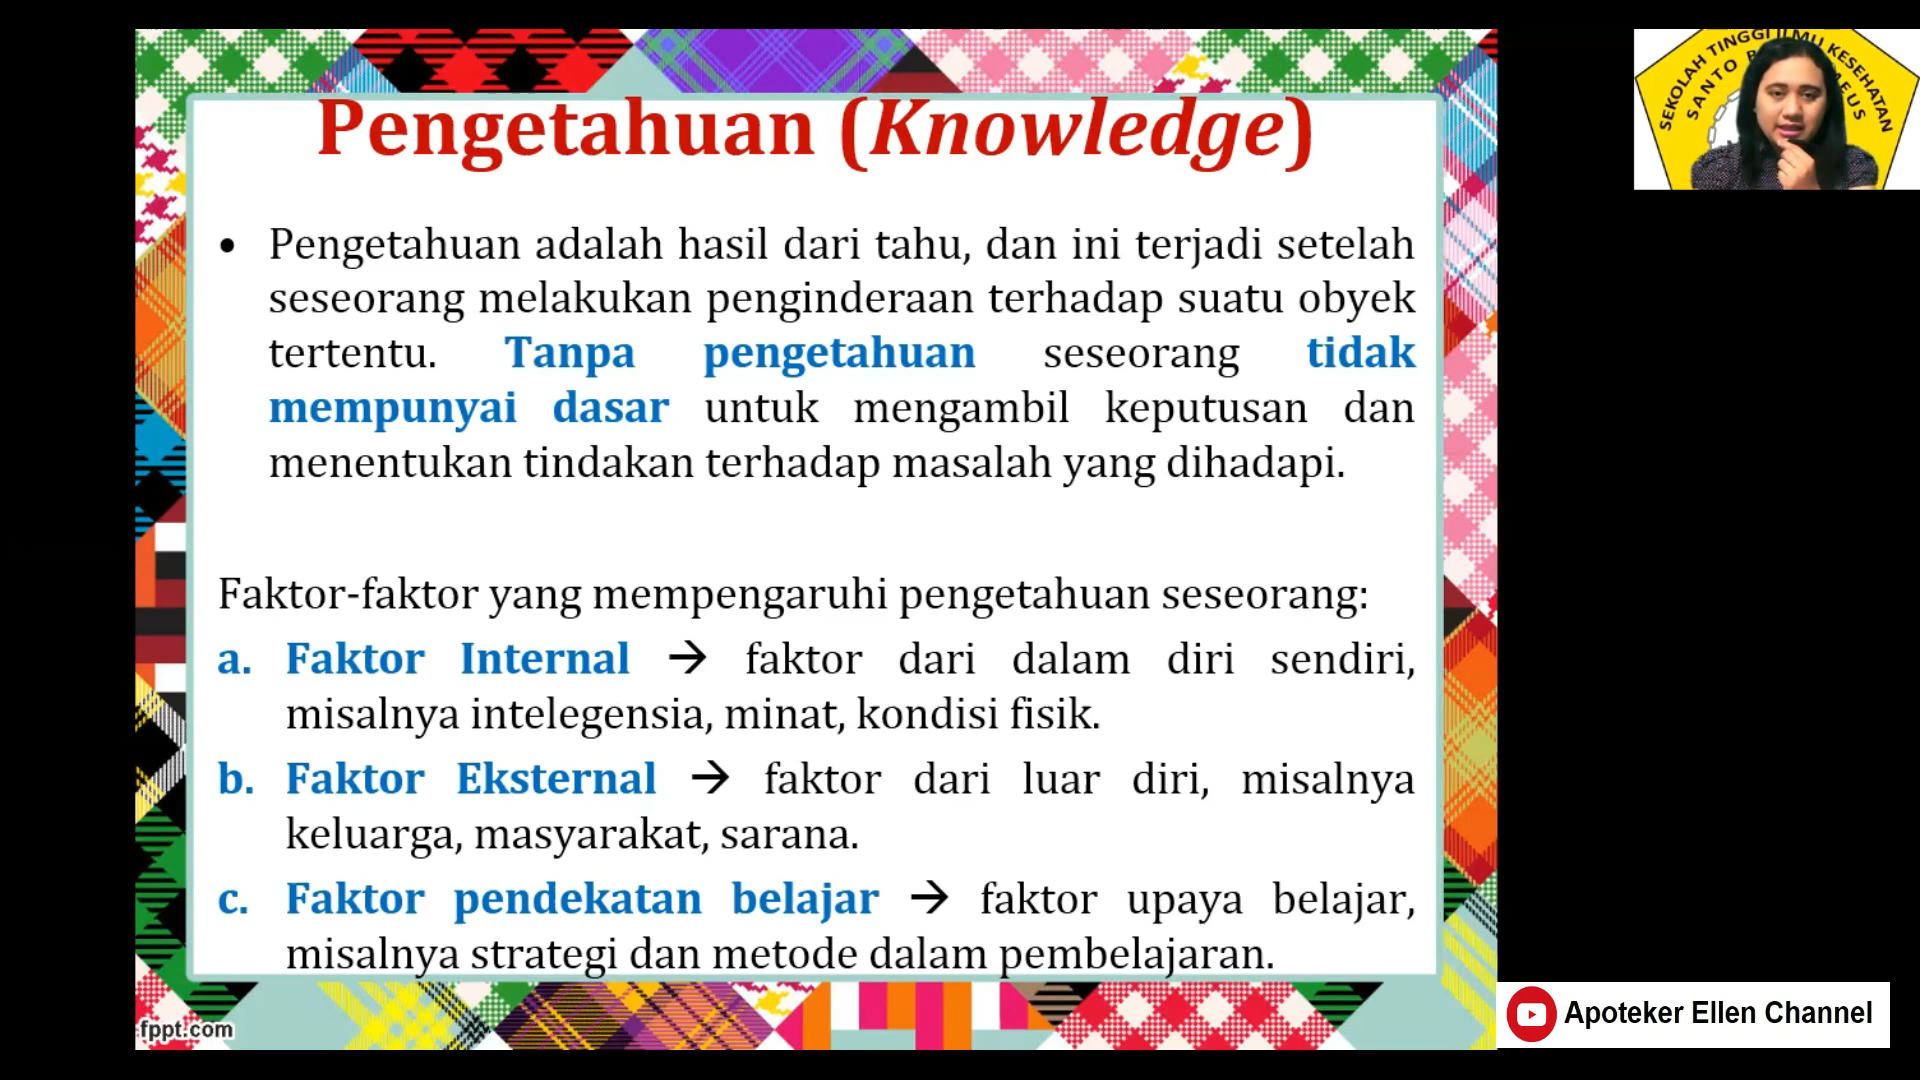 Pengetahuan (Knowledge)
• Pengetahuan adalah hasil dari tahu, dan ini terjadi setelah
seseorang melakukan penginderaan terhadap suatu obyek
tertentu. Tanpa pengetahuan seseorang tidak
mempunyai dasar untuk mengambil keputusan dan
menentukan tindakan terhadap masalah yang dihadapi.
Faktor-faktor yang mempengaruhi pengetahuan seseorang:
a. Faktor Internal → faktor dari dalam diri sendiri,
misalnya intelegensia, minat, kondisi fisik.
b. Faktor Eksternal → faktor dari luar diri, misalnya
keluarga, masyarakat, sarana.
c. Faktor pendekatan belajar → faktor upaya belajar,
misalnya strategi dan metode dalam pembelajaran.
fppt.com
SEKOLAH TINGGI ILMU KESEHATAN
SANTO
Apoteker Ellen Channel